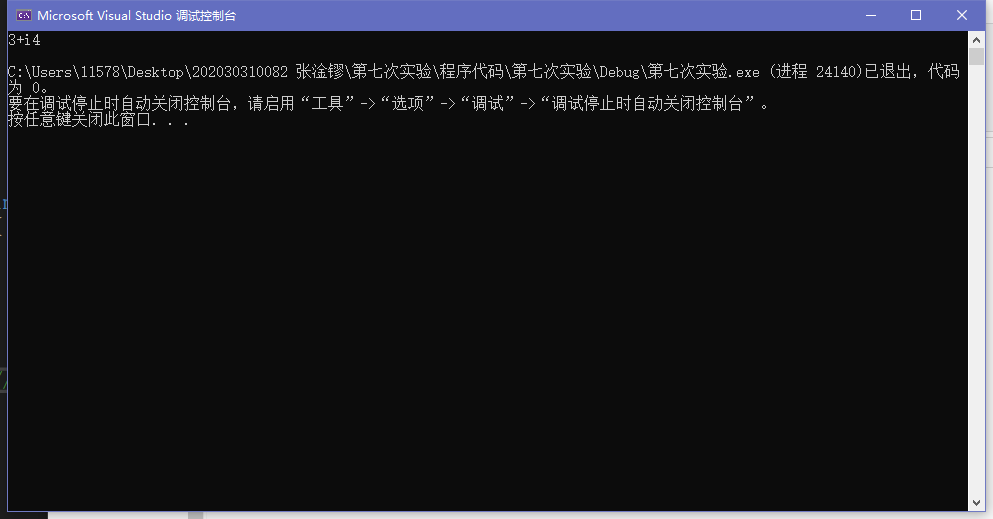 Microsoft Visual Studio 调试控制台
3+i4
C:\Users\11578\Desktop\202030310082 张淦镠\第七次实验\程序代码\第七次实验\Debug\第七次实验.exe (进程 24140)已退出，代码
为 0。
要在调试停止时自动关闭控制台，请启用“工具”->“选项”->“调试”->“调试停止时自动关闭控制台”。
按任意键关闭此窗口. . .